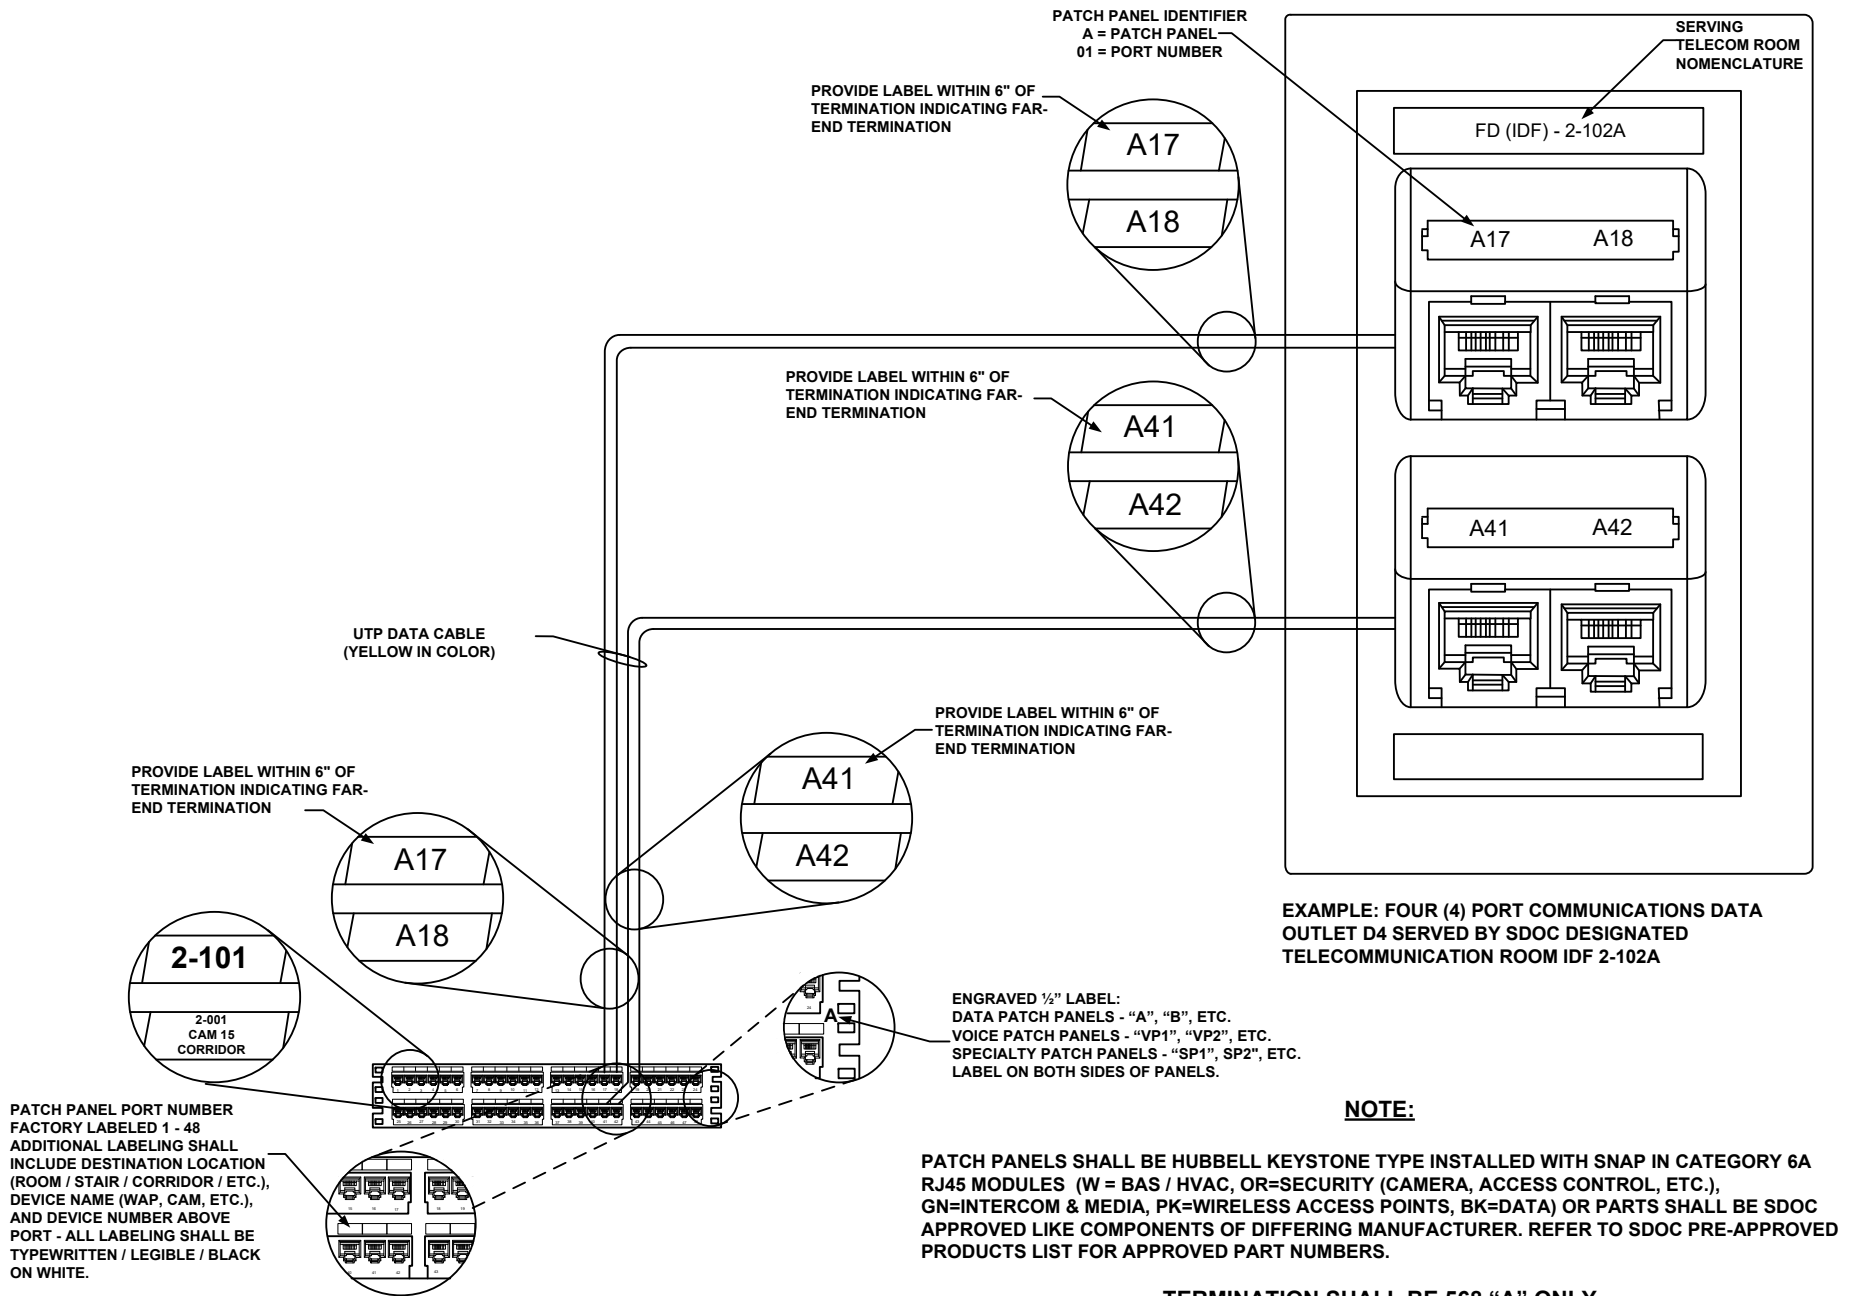 PATCH PANEL IDENTIFIER
A = PATCH PANEL
01 = PORT NUMBER
SERVING
TELECOM ROOM
NOMENCLATURE
PROVIDE LABEL WITHIN 6" OF
TERMINATION INDICATING FAR-
END TERMINATION
A17
A18
FD (IDF) - 2-102A
A17 A18
PROVIDE LABEL WITHIN 6" OF
TERMINATION INDICATING FAR-
END TERMINATION
A41
A42
A41 A42
UTP DATA CABLE
(YELLOW IN COLOR)
PROVIDE LABEL WITHIN 6" OF
TERMINATION INDICATING FAR-
END TERMINATION
A41
A42
PROVIDE LABEL WITHIN 6" OF
TERMINATION INDICATING FAR-
END TERMINATION
A17
A18
EXAMPLE: FOUR (4) PORT COMMUNICATIONS DATA
OUTLET D4 SERVED BY SDOC DESIGNATED
TELECOMMUNICATION ROOM IDF 2-102A
2-101
2-001
CAM 15
CORRIDOR
A
ENGRAVED ½” LABEL:
DATA PATCH PANELS - “A”, “B”, ETC.
VOICE PATCH PANELS - “VP1”, “VP2”, ETC.
SPECIALTY PATCH PANELS - “SP1”, SP2", ETC.
LABEL ON BOTH SIDES OF PANELS.
PATCH PANEL PORT NUMBER
FACTORY LABELED 1 - 48
ADDITIONAL LABELING SHALL
INCLUDE DESTINATION LOCATION
(ROOM / STAIR / CORRIDOR / ETC.),
DEVICE NAME (WAP, CAM, ETC.),
AND DEVICE NUMBER ABOVE
PORT - ALL LABELING SHALL BE
TYPEWRITTEN / LEGIBLE / BLACK
ON WHITE.
NOTE:
PATCH PANELS SHALL BE HUBBELL KEYSTONE TYPE INSTALLED WITH SNAP IN CATEGORY 6A
RJ45 MODULES (W = BAS / HVAC, OR=SECURITY (CAMERA, ACCESS CONTROL, ETC.),
GN=INTERCOM & MEDIA, PK=WIRELESS ACCESS POINTS, BK=DATA) OR PARTS SHALL BE SDOC
APPROVED LIKE COMPONENTS OF DIFFERING MANUFACTURER. REFER TO SDOC PRE-APPROVED
PRODUCTS LIST FOR APPROVED PART NUMBERS.
TERMINATION SHALL BE 568 “A” ONLY